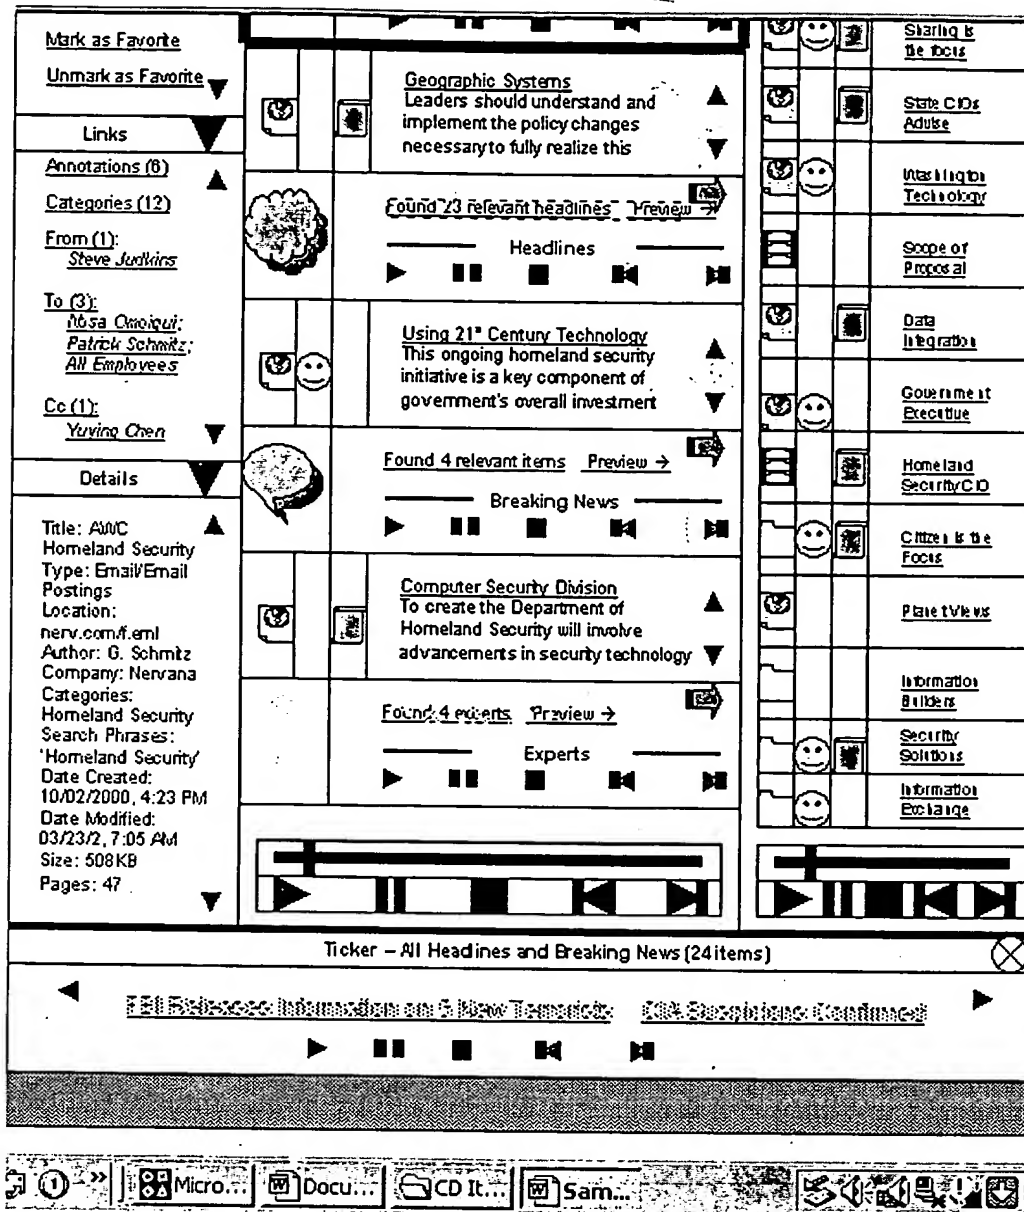 Mark as Favorite
Unmark as Favorite
Links
Annotations (6)
Categories (12)
From (1):
Steve Judkins
To (3):
Nosa Omoigui;
Patrick Schmitz;
All Employees
Cc (1):
Yuying Chen
Details
Title: AWC
Homeland Security
Type: Email/Email
Postings
Location:
nerv.com/f.eml
Author: G. Schmitz
Company: Nervana
Categories:
Homeland Security
Search Phrases:
'Homeland Security'
Date Created:
10/02/2000, 4:23 PM
Date Modified:
03/23/2, 7:05 AM
Size: 508KB
Pages: 47
Geographic Systems
Leaders should understand and
implement the policy changes
necessary to fully realize this
Found 23 relevant headlines Preview →
Headlines
Using 21st Century Technology
This ongoing homeland security
initiative is a key component of
government's overall investment
Found 4 relevant items Preview →
Breaking News
Computer Security Division
To create the Department of
Homeland Security will involve
advancements in security technology
Found 4 experts Preview →
Experts
Sharing is
the focus
State CIOs
Advise
Washington
Technology
Scope of
Proposal
Data
Integration
Government
Executive
Homeland
Security CIO
Citizen is the
Focus
Planet Views
Information
Builders
Security
Solutions
Information
Exchange
Ticker – All Headlines and Breaking News (24 items)
FBI Releases Information on 5 New Terrorists CIA Suspicions Confirmed
Micro...
Docu...
CD It...
Sam...